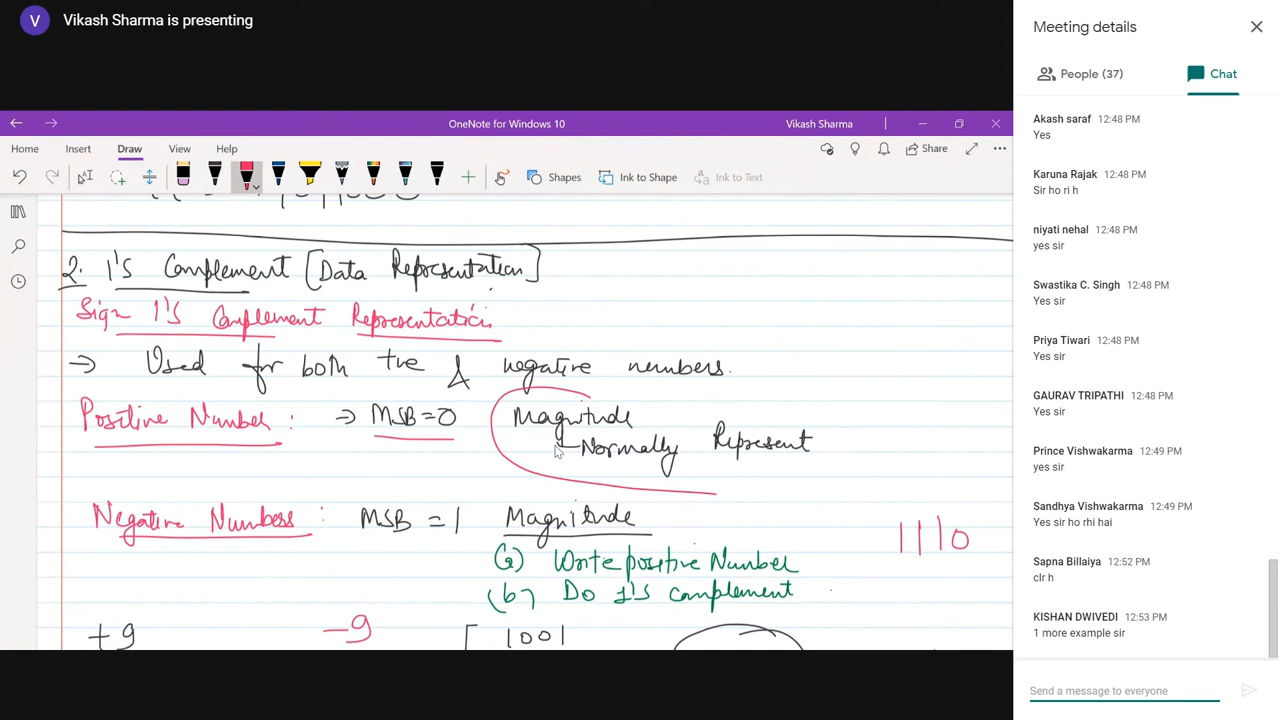 V
Vikash Sharma is presenting
Meeting details
People (37)
Chat
OneNote for Windows 10
Vikash Sharma
Home
Insert
Draw
View
Help
Share
Shapes
Ink to Shape
Ink to Text
2. 1'S Complement [Data Representation]
Sign 1'S Complement Representation
→ Used for both +ve & negative numbers.
Positive Number : → MSB=0 Magnitude
Normally Represent
Negative Numbers : MSB = 1 Magnitude
1110
(a) Write positive Number
(b) Do 1'S complement
+9 -9 [ 1001
Akash saraf 12:48 PM
Yes
Karuna Rajak 12:48 PM
Sir ho ri h
niyati nehal 12:48 PM
yes sir
Swastika C. Singh 12:48 PM
Yes sir
Priya Tiwari 12:48 PM
Yes sir
GAURAV TRIPATHI 12:48 PM
Yes sir
Prince Vishwakarma 12:49 PM
yes sir
Sandhya Vishwakarma 12:49 PM
Yes sir ho rhi hai
Sapna Billaiya 12:52 PM
clr h
KISHAN DWIVEDI 12:53 PM
1 more example sir
Send a message to everyone